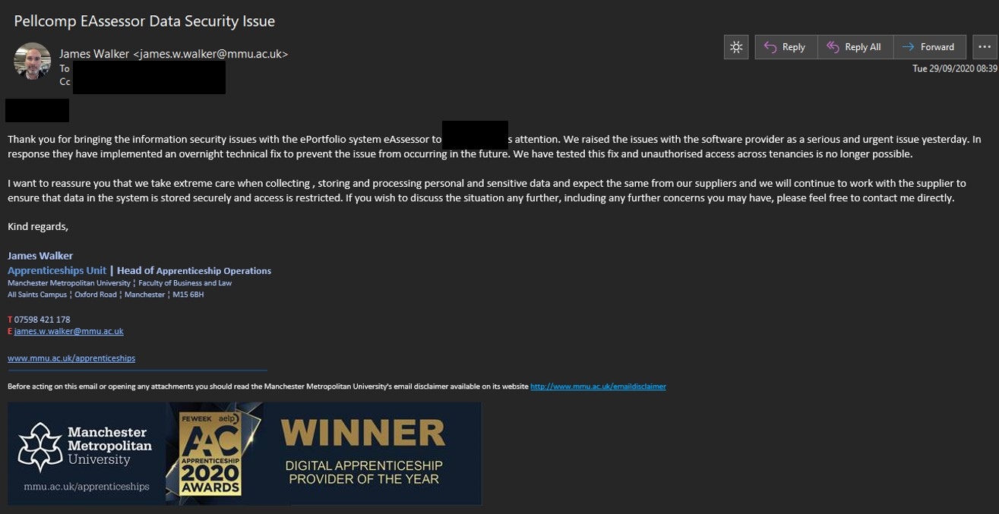 Pellcomp EAssessor Data Security Issue
James Walker <james.w.walker@mmu.ac.uk>
Reply
Reply All
Forward
To
Cc
Tue 29/09/2020 08:39
Thank you for bringing the information security issues with the ePortfolio system eAssessor to s attention. We raised the issues with the software provider as a serious and urgent issue yesterday. In
response they have implemented an overnight technical fix to prevent the issue from occurring in the future. We have tested this fix and unauthorised access across tenancies is no longer possible.
I want to reassure you that we take extreme care when collecting , storing and processing personal and sensitive data and expect the same from our suppliers and we will continue to work with the supplier to
ensure that data in the system is stored securely and access is restricted. If you wish to discuss the situation any further, including any further concerns you may have, please feel free to contact me directly.
Kind regards,
James Walker
Apprenticeships Unit | Head of Apprenticeship Operations
Manchester Metropolitan University ¦ Faculty of Business and Law
All Saints Campus ¦ Oxford Road ¦ Manchester ¦ M15 6BH
T 07598 421 178
E james.w.walker@mmu.ac.uk
www.mmu.ac.uk/apprenticeships
Before acting on this email or opening any attachments you should read the Manchester Metropolitan University's email disclaimer available on its website http://www.mmu.ac.uk/emaildisclaimer
Manchester
Metropolitan
University
mmu.ac.uk/apprenticeships
FEWEEK aelp
AAC
APPRENTICESHIP
2020
AWARDS
WINNER
DIGITAL APPRENTICESHIP
PROVIDER OF THE YEAR